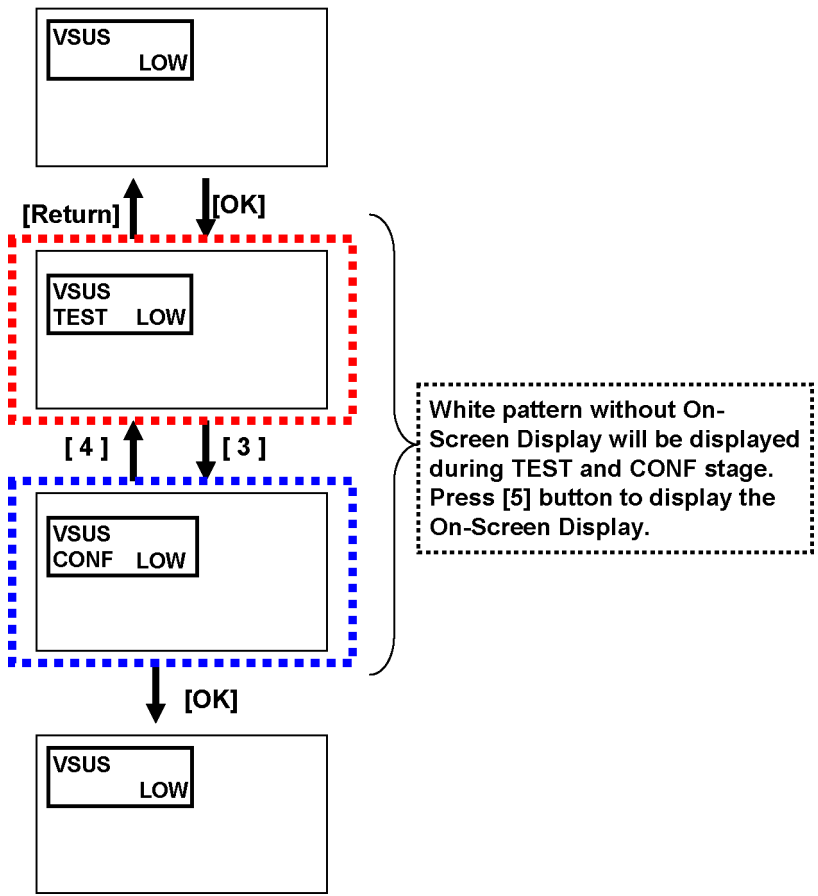 VSUS
LOW
[Return]
[OK]
VSUS
TEST LOW
[ 4 ]
[ 3 ]
White pattern without On-
Screen Display will be displayed
during TEST and CONF stage.
Press [5] button to display the
On-Screen Display.
VSUS
CONF LOW
[OK]
VSUS
LOW